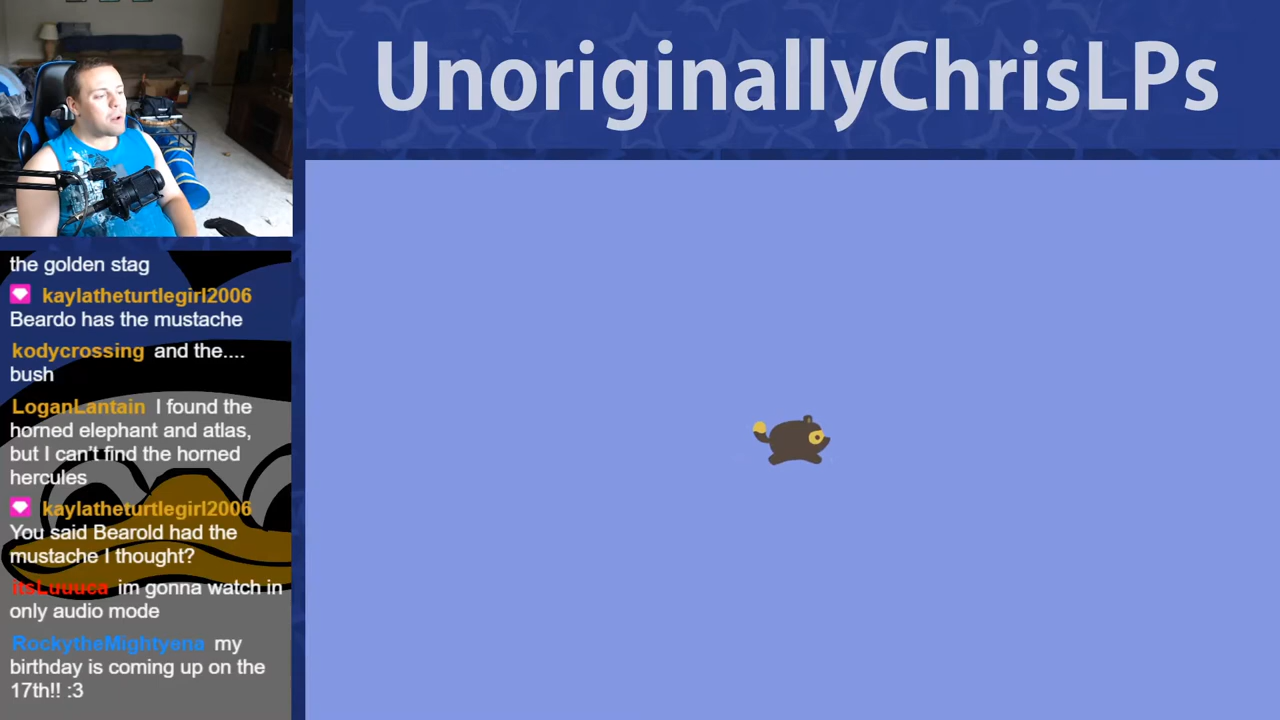 UnoriginallyChrisLPs
the golden stag
kaylatheturtlegirl2006
Beardo has the mustache
kodycrossing and the....
bush
LoganLantain I found the
horned elephant and atlas,
but I can't find the horned
hercules
kaylatheturtlegirl2006
You said Bearold had the
mustache I thought?
itsLuuuca im gonna watch in
only audio mode
RockytheMightyena my
birthday is coming up on the
17th!! :3